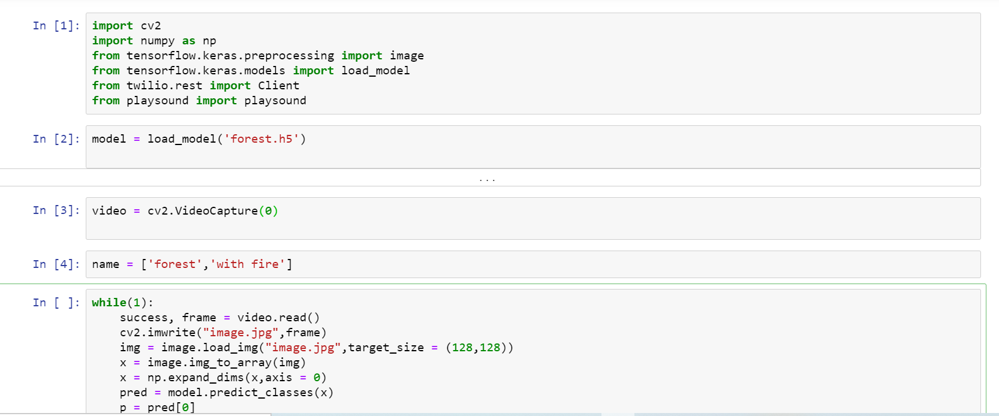 In [1]: import cv2
import numpy as np
from tensorflow.keras.preprocessing import image
from tensorflow.keras.models import load_model
from twilio.rest import Client
from playsound import playsound
In [2]: model = load_model('forest.h5')
...
In [3]: video = cv2.VideoCapture(0)
In [4]: name = ['forest','with fire']
In [ ]: while(1):
    success, frame = video.read()
    cv2.imwrite("image.jpg",frame)
    img = image.load_img("image.jpg",target_size = (128,128))
    x = image.img_to_array(img)
    x = np.expand_dims(x,axis = 0)
    pred = model.predict_classes(x)
    p = pred[0]